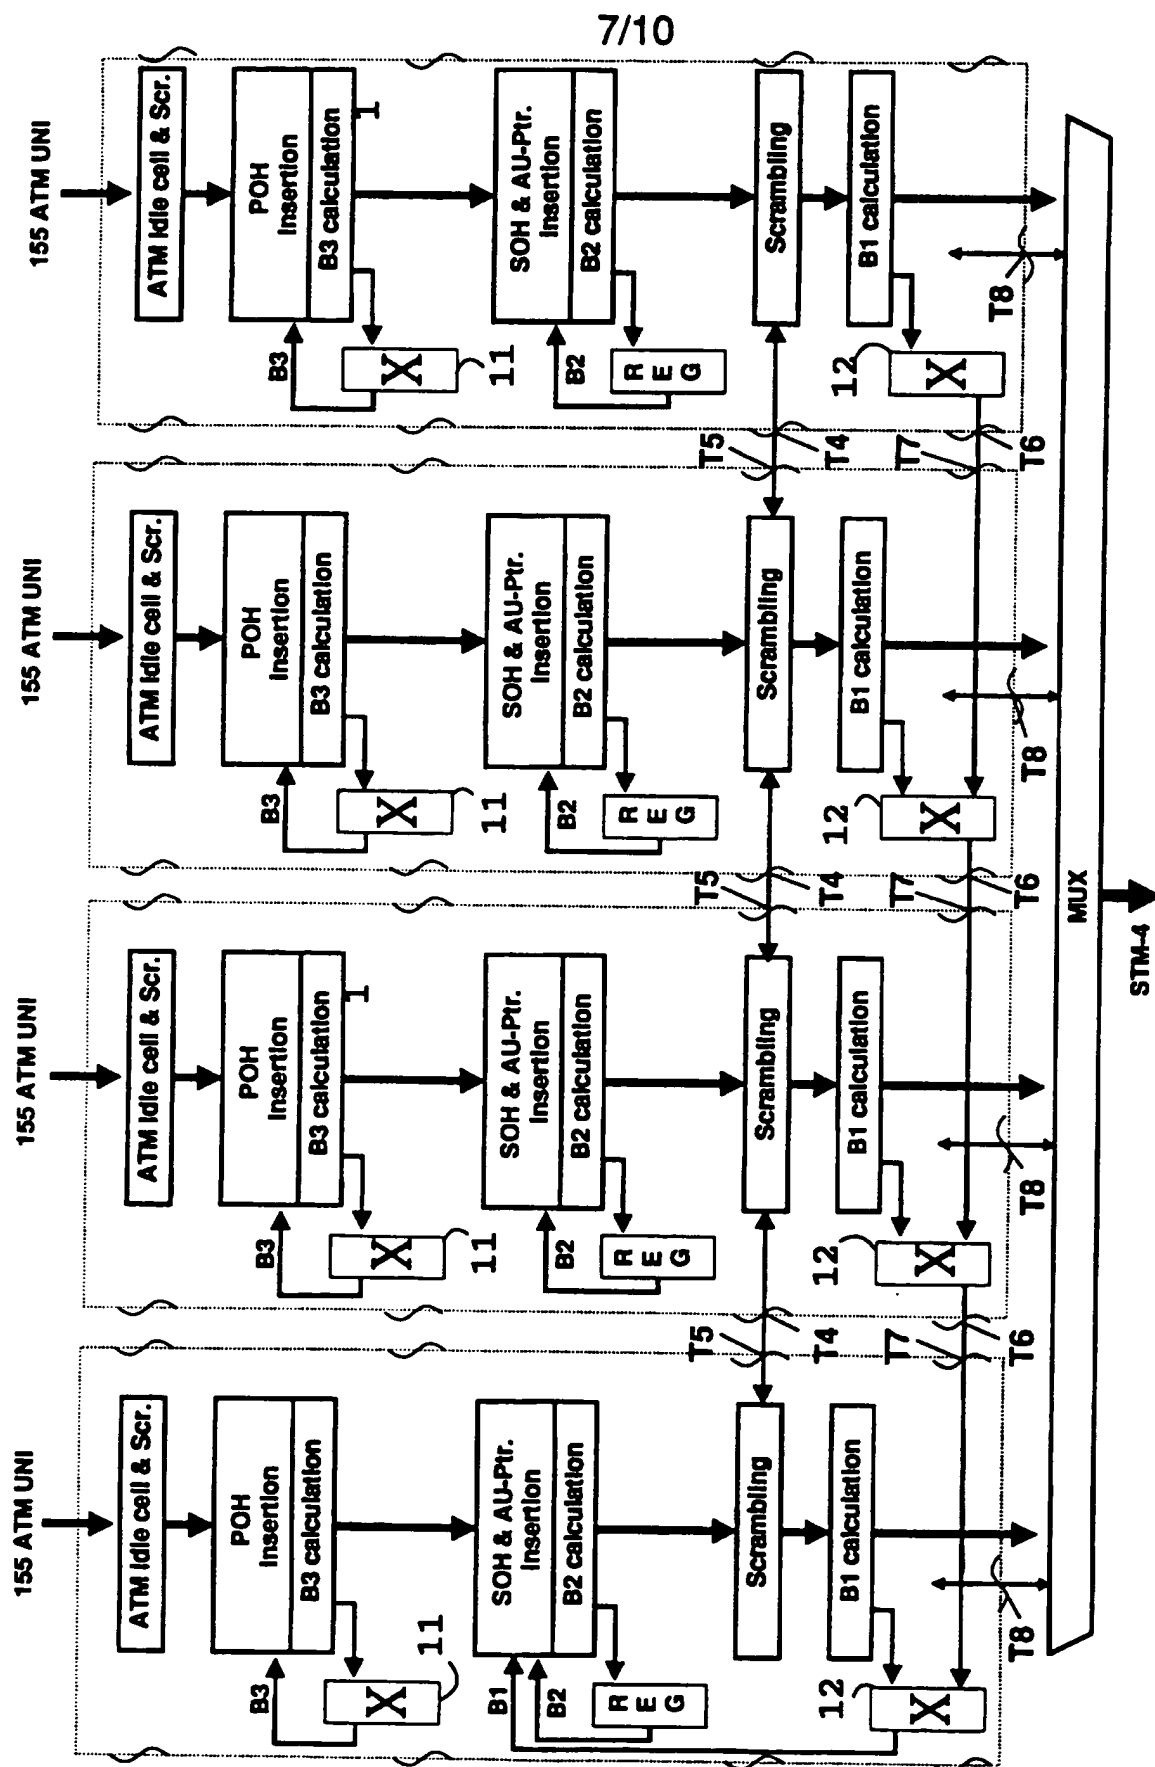 7/10
155 ATM UNI
ATM Idle cell & Scr.
POH
Insertion
B3 calculation
B3
X
11
SOH & AU-Ptr.
Insertion
B2 calculation
B1
B2
R E G
Scrambling
B1 calculation
12
X
T5
T4
T7
T6
T8
155 ATM UNI
ATM Idle cell & Scr.
POH
Insertion
B3 calculation
1
B3
X
11
SOH & AU-Ptr.
Insertion
B2 calculation
B2
R E G
Scrambling
B1 calculation
12
X
T5
T4
T7
T6
T8
155 ATM UNI
ATM Idle cell & Scr.
POH
Insertion
B3 calculation
B3
X
11
SOH & AU-Ptr.
Insertion
B2 calculation
B2
R E G
Scrambling
B1 calculation
12
X
T5
T4
T7
T6
T8
155 ATM UNI
ATM Idle cell & Scr.
POH
Insertion
B3 calculation
1
B3
X
11
SOH & AU-Ptr.
Insertion
B2 calculation
B2
R E G
Scrambling
B1 calculation
12
X
T8
MUX
STM-4